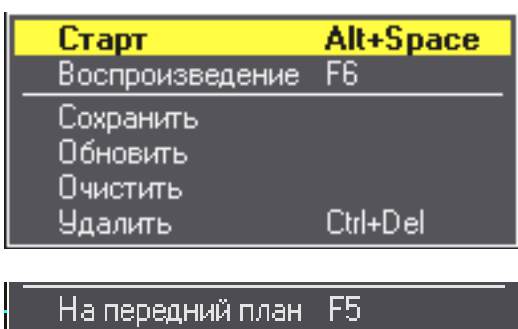 Старт Alt+Space
Воспроизведение F6
Сохранить
Обновить
Очистить
Удалить Ctrl+Del
На передний план F5